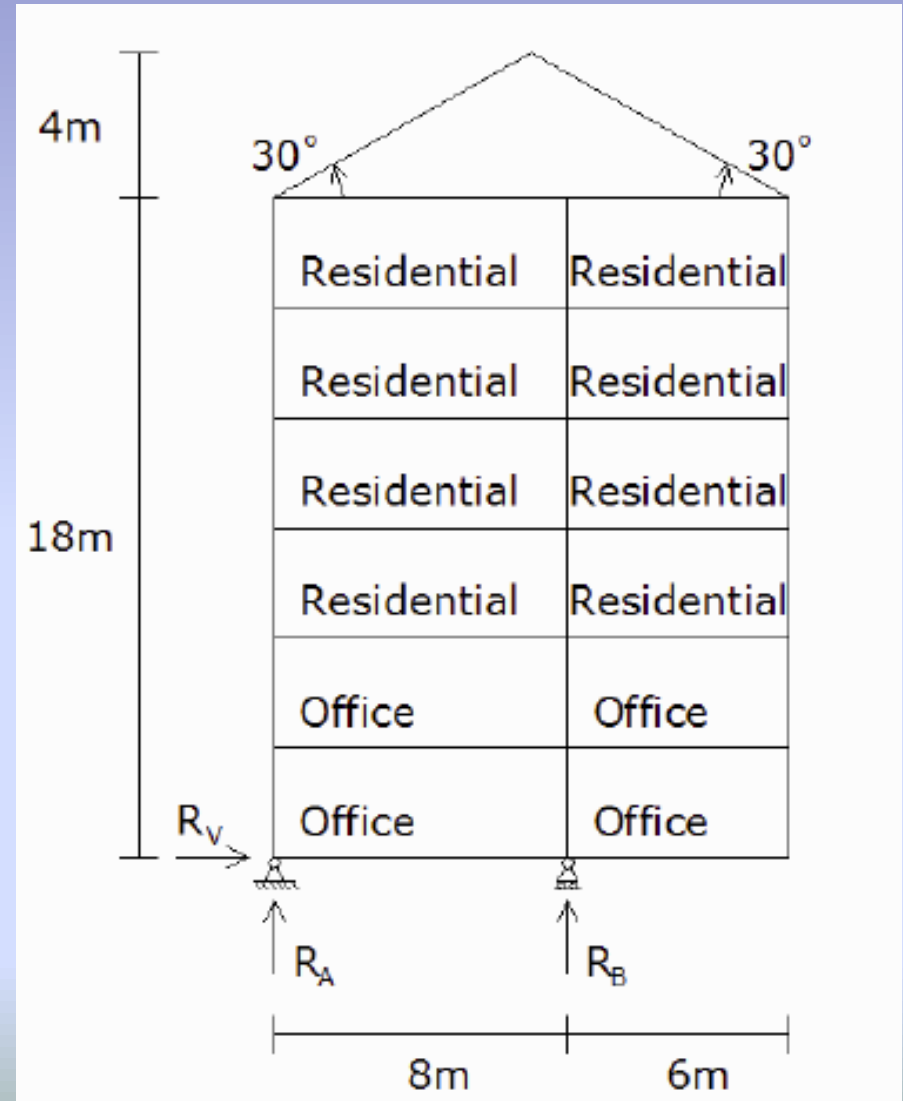 4m
30° 30°
Residential Residential
Residential Residential
Residential Residential
18m
Residential Residential
Office Office
R_V Office Office
R_A R_B
8m 6m